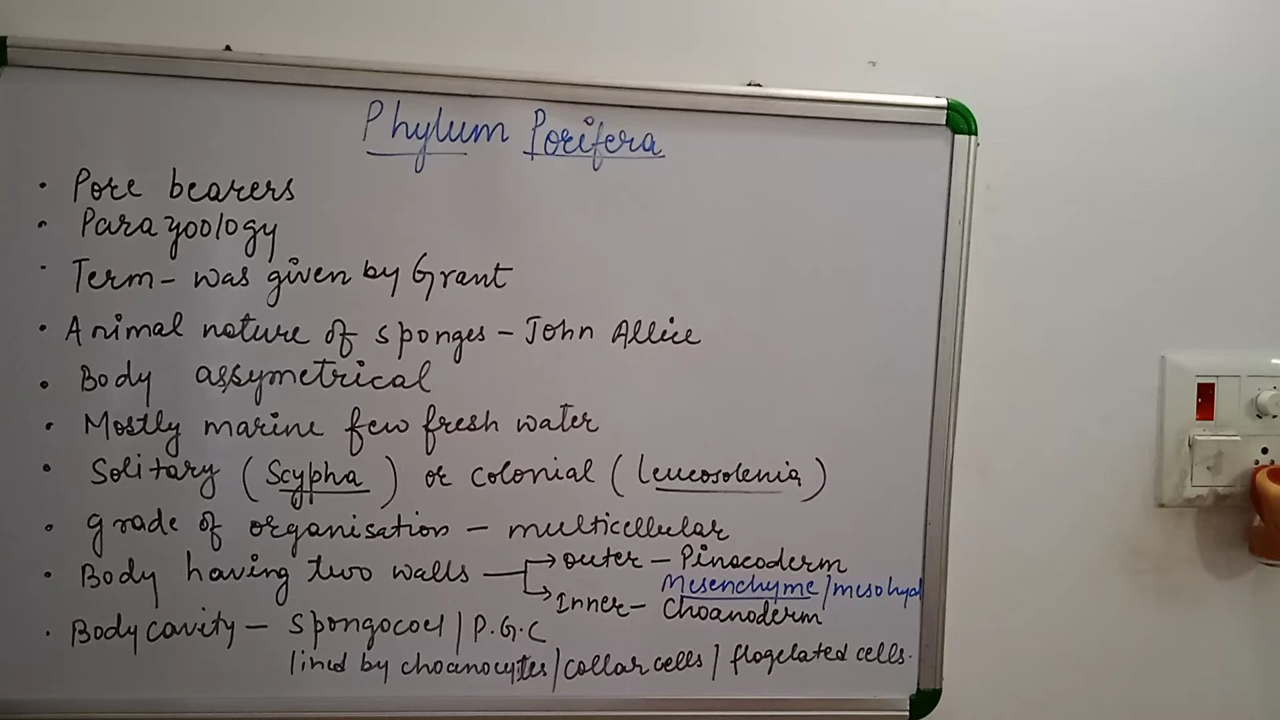 Phylum Porifera
• Pore bearers
• Parazoology
• Term - was given by Grant
• Animal nature of sponges - John Allice
• Body assymetrical
• Mostly marine few fresh water
• Solitary (Scypha) or colonial (leucosolenia)
• grade of organisation - multicellular
• Body having two walls → outer - Pinacoderm
Mesenchyme/mesohyal
→ Inner - Choanoderm
• Body cavity - Spongocoel / P.G.C
lined by choanocytes/collar cells / flagelated cells.